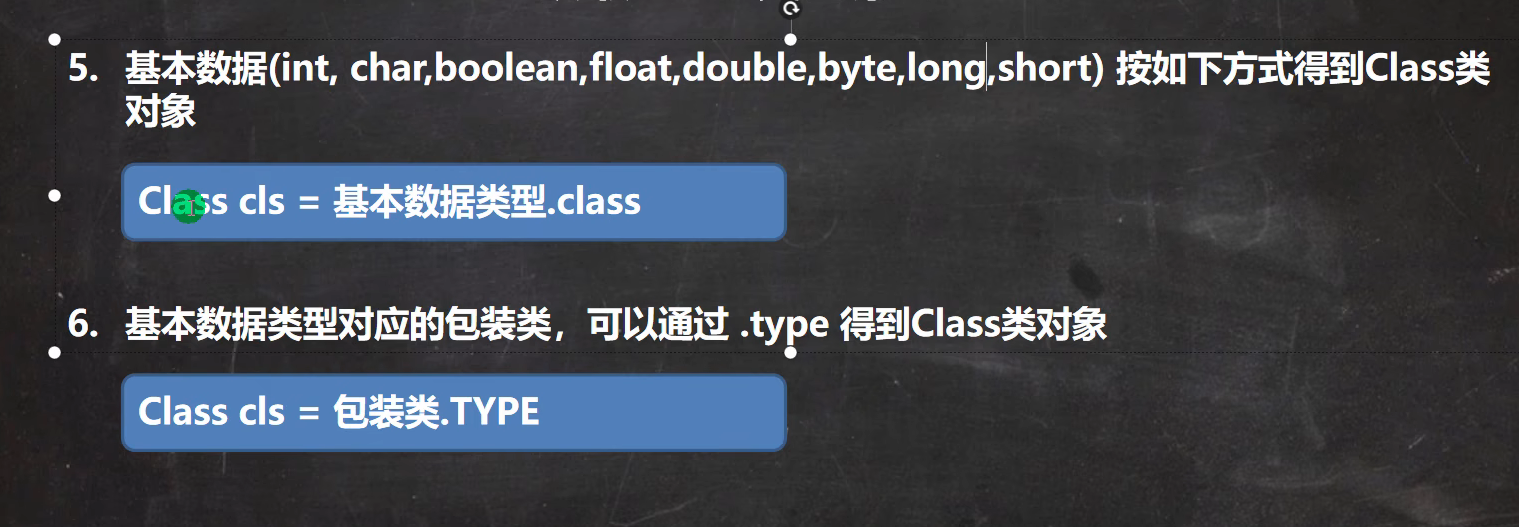 5. 基本数据(int, char,boolean,float,double,byte,long,short) 按如下方式得到Class类
对象
Class cls = 基本数据类型.class
6. 基本数据类型对应的包装类，可以通过 .type 得到Class类对象
Class cls = 包装类.TYPE